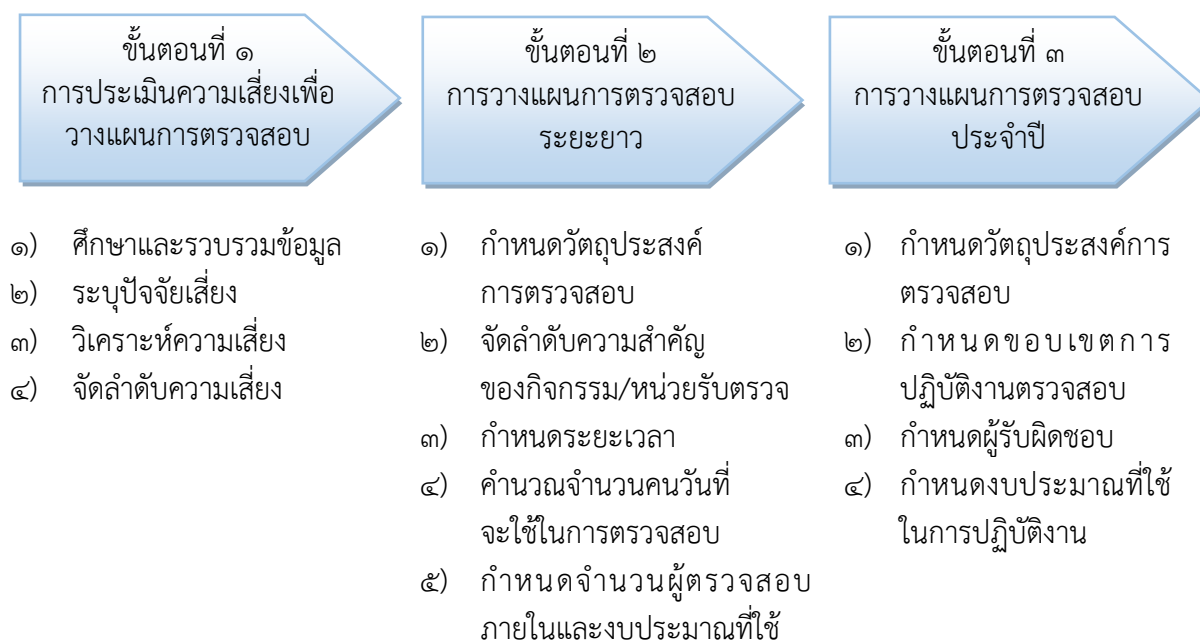 ขั้นตอนที่ ๑
การประเมินความเสี่ยงเพื่อ
วางแผนการตรวจสอบ
๑) ศึกษาและรวบรวมข้อมูล
๒) ระบุปัจจัยเสี่ยง
๓) วิเคราะห์ความเสี่ยง
๔) จัดลำดับความเสี่ยง
ขั้นตอนที่ ๒
การวางแผนการตรวจสอบ
ระยะยาว
๑) กำหนดวัตถุประสงค์
การตรวจสอบ
๒) จัดลำดับความสำคัญ
ของกิจกรรม/หน่วยรับตรวจ
๓) กำหนดระยะเวลา
๔) คำนวณจำนวนคนวันที่
จะใช้ในการตรวจสอบ
๕) กำหนดจำนวนผู้ตรวจสอบ
ภายในและงบประมาณที่ใช้
ขั้นตอนที่ ๓
การวางแผนการตรวจสอบ
ประจำปี
๑) กำหนดวัตถุประสงค์การ
ตรวจสอบ
๒) กำหนดขอบเขตการ
ปฏิบัติงานตรวจสอบ
๓) กำหนดผู้รับผิดชอบ
๔) กำหนดงบประมาณที่ใช้
ในการปฏิบัติงาน